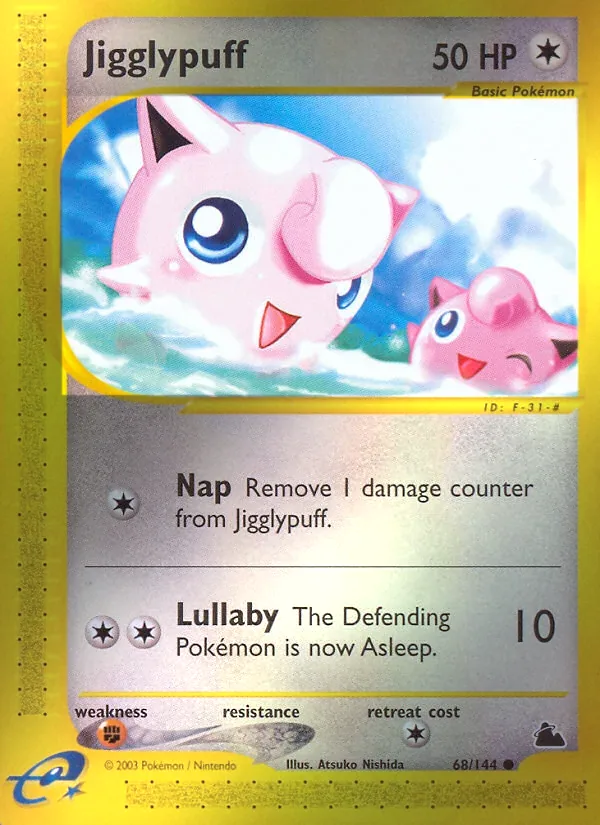 Jigglypuff 50 HP
Basic Pokémon
ID: F-31-#
Nap Remove 1 damage counter
from Jigglypuff.
Lullaby The Defending
Pokémon is now Asleep.
10
weakness resistance retreat cost
© 2003 Pokémon / Nintendo Illus. Atsuko Nishida 68/144
e